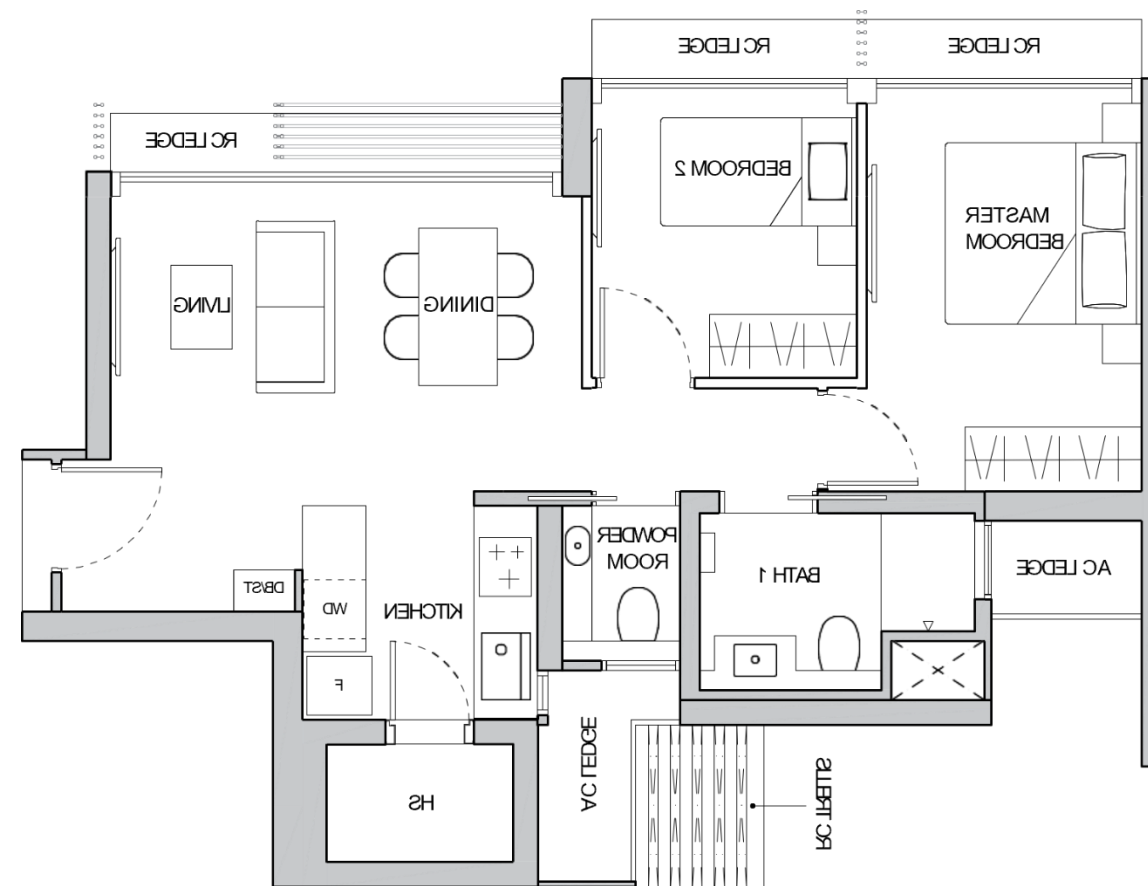 RC LEDGE
RC LEDGE
RC LEDGE
BEDROOM 2
MASTER
BEDROOM
LIVING
DINING
POWDER
ROOM
BATH 1
AC LEDGE
DB/ST
WD
KITCHEN
F
AC LEDGE
RC TRELLIS
HS